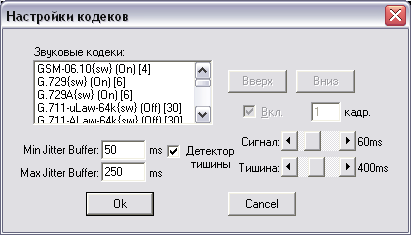 Настройки кодеков
Звуковые кодеки:
GSM-06.10{sw} (On) [4]
G.729{sw} (On) [6]
G.729A{sw} (On) [6]
G.711-uLaw-64k{sw} (Off) [30]
G.711-ALaw-64k{sw} (Off) [30]
Вверх
Вниз
Вкл.
1 кадр.
Min Jitter Buffer: 50 ms
Max Jitter Buffer: 250 ms
Детектор тишины
Сигнал: 60ms
Тишина: 400ms
Ok
Cancel